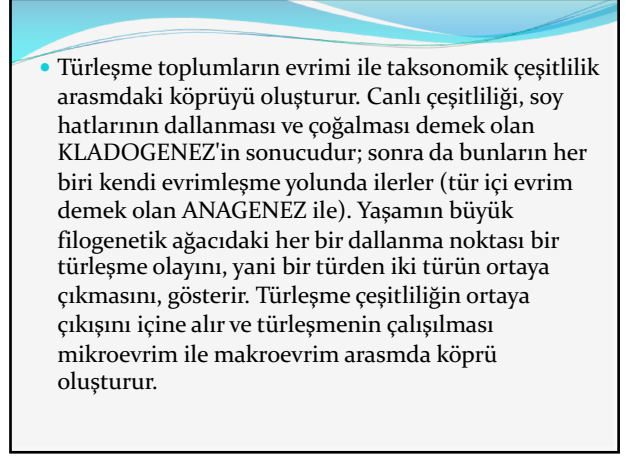 • Türleşme toplumların evrimi ile taksonomik çeşitlilik
arasmdaki köprüyü oluşturur. Canlı çeşitliliği, soy
hatlarının dallanması ve çoğalması demek olan
KLADOGENEZ'in sonucudur; sonra da bunların her
biri kendi evrimleşme yolunda ilerler (tür içi evrim
demek olan ANAGENEZ ile). Yaşamın büyük
filogenetik ağacıdaki her bir dallanma noktası bir
türleşme olayını, yani bir türden iki türün ortaya
çıkmasını, gösterir. Türleşme çeşitliliğin ortaya
çıkışını içine alır ve türleşmenin çalışılması
mikroevrim ile makroevrim arasmda köprü
oluşturur.